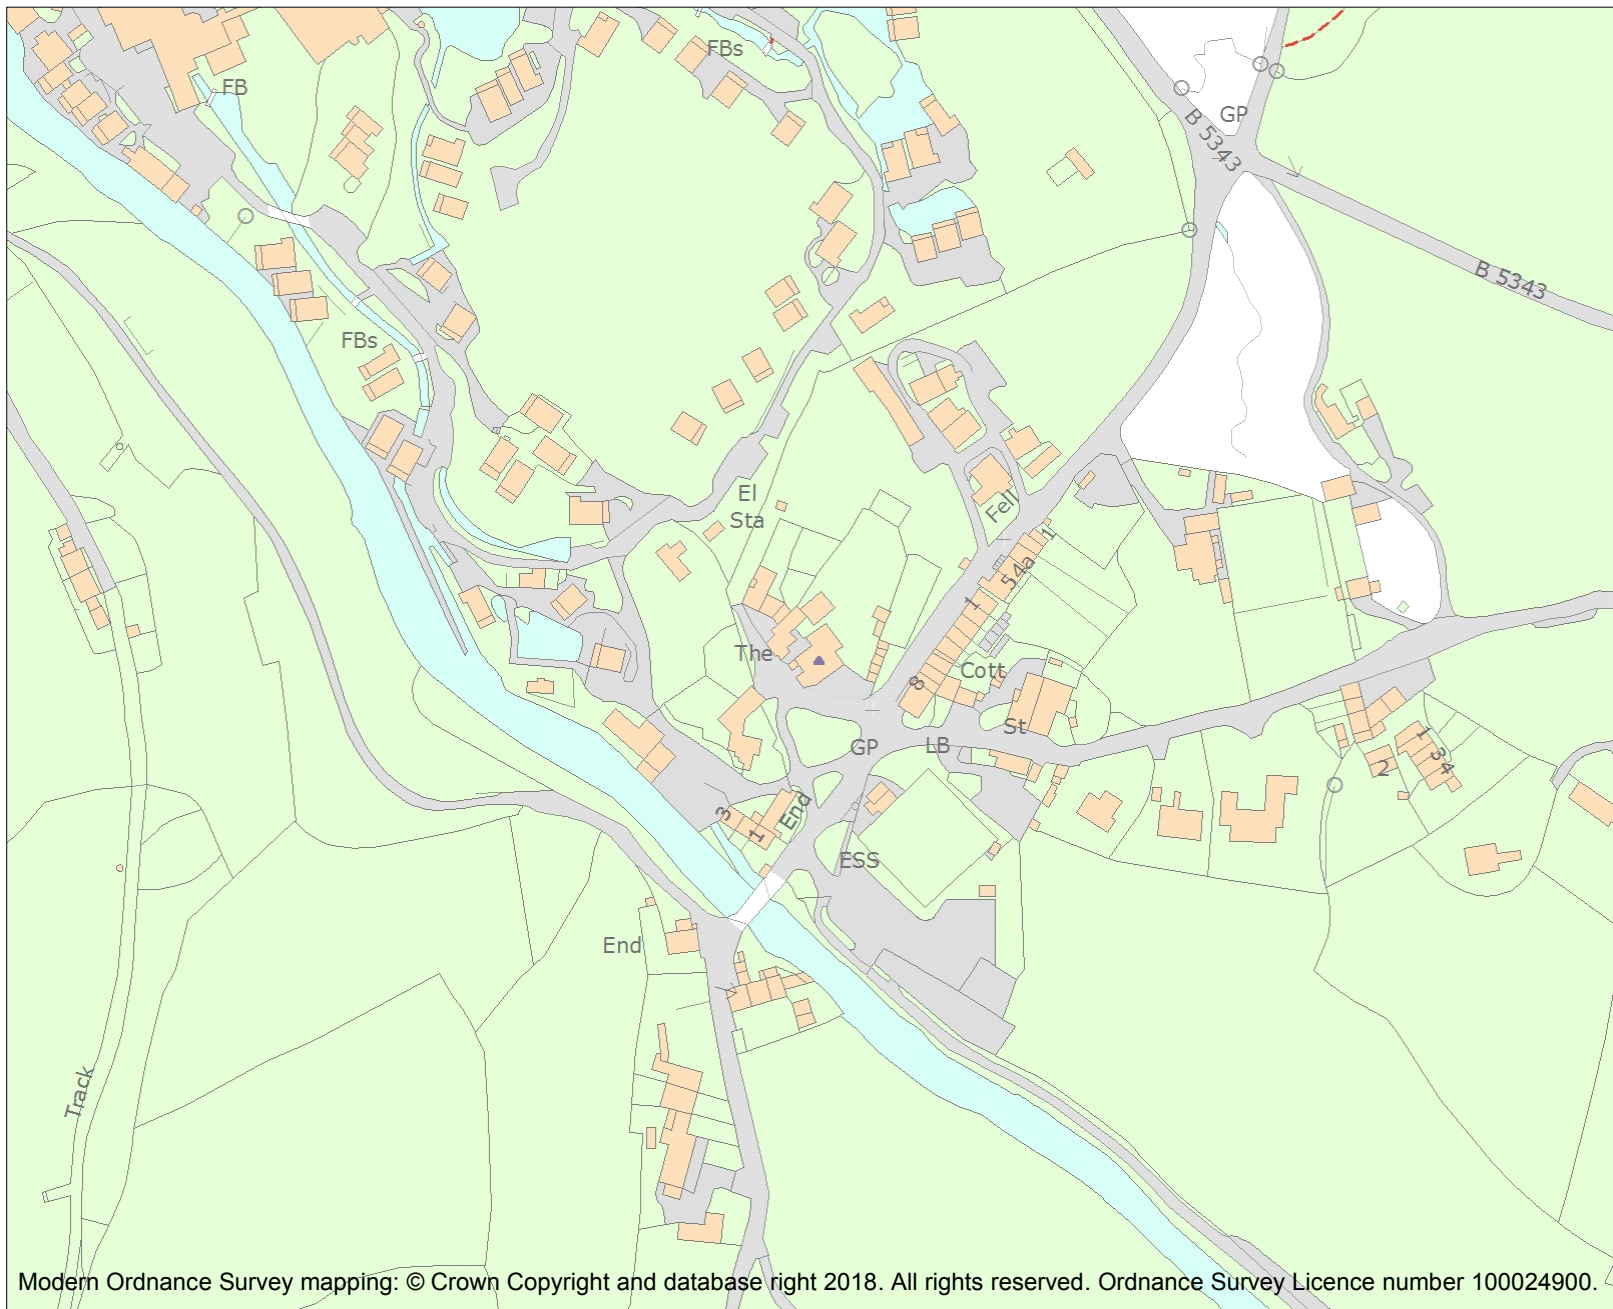 FBs
FB
GP
B 5343
B 5343
FBs
El
Sta
Fell
1
54a
1
The
Cott
8
St
GP
LB
1
34
2
3
1
End
ESS
End
Track
Modern Ordnance Survey mapping: © Crown Copyright and database right 2018. All rights reserved. Ordnance Survey Licence number 100024900.